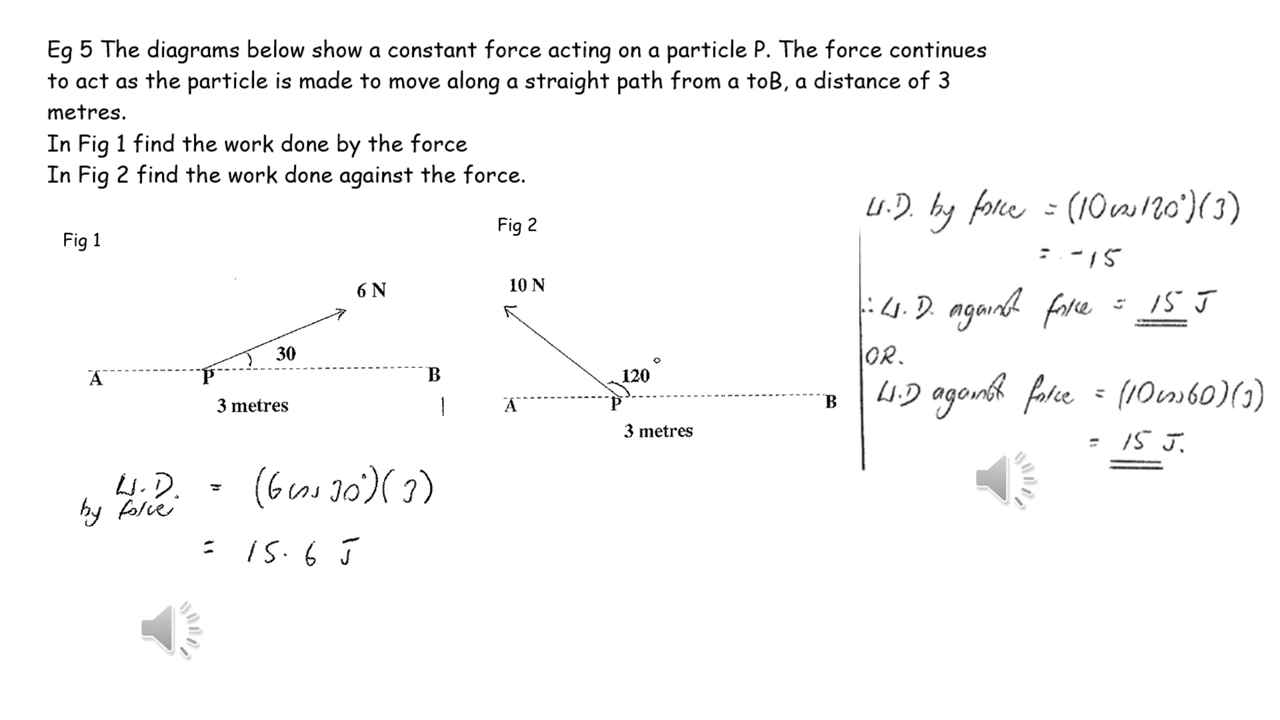 Eg 5 The diagrams below show a constant force acting on a particle P. The force continues
to act as the particle is made to move along a straight path from a toB, a distance of 3
metres.
In Fig 1 find the work done by the force
In Fig 2 find the work done against the force.
Fig 1
6 N
30
A
P
B
3 metres
W.D. = (6cos30°)(3)
by force
= 15.6 J
Fig 2
10 N
120°
A
P
B
3 metres
W.D. by force = (10cos120°)(3)
= -15
∴ W.D. against force = 15 J
OR.
W.D against force = (10cos60)(3)
= 15 J.